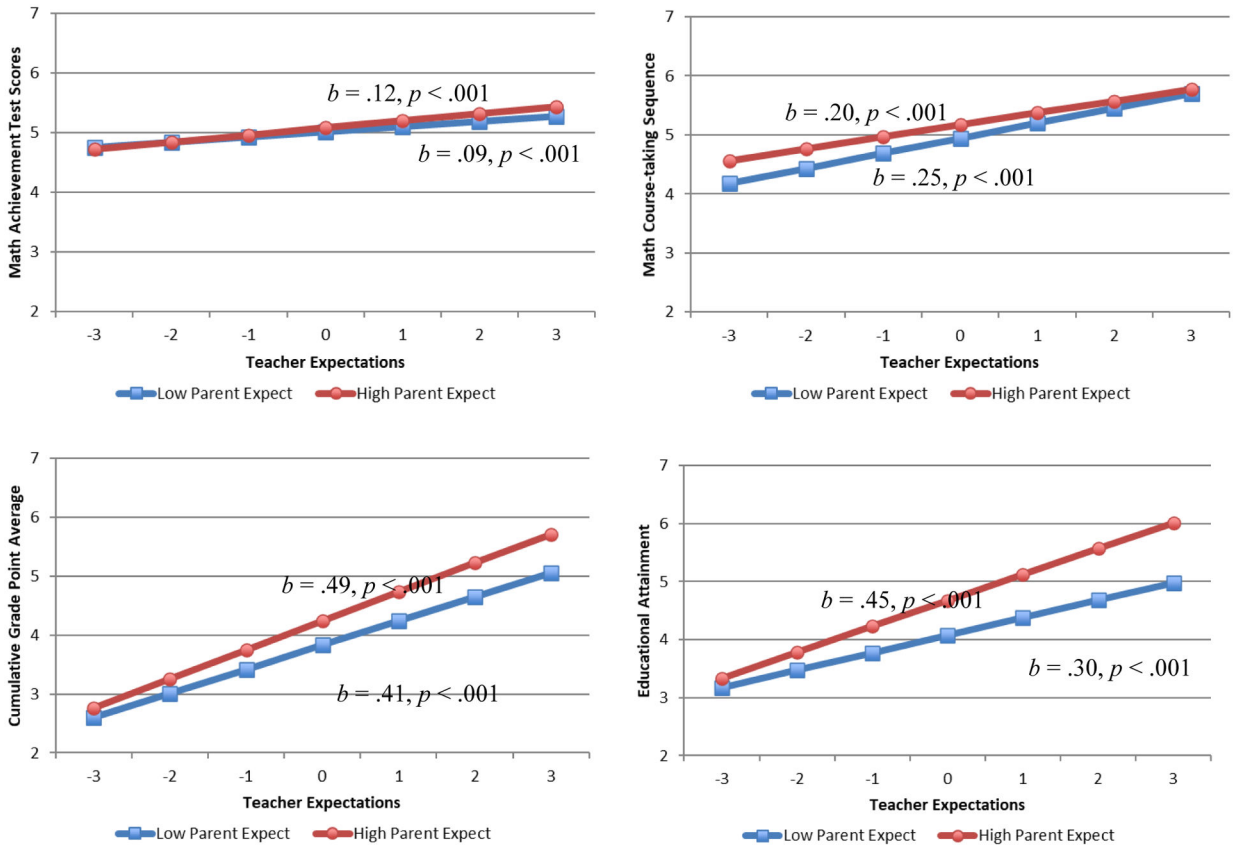 Math Achievement Test Scores
7
6
5
4
3
2
b = .12, p < .001
b = .09, p < .001
-3 -2 -1 0 1 2 3
Teacher Expectations
Low Parent Expect High Parent Expect
Math Course-taking Sequence
7
6
5
4
3
2
b = .20, p < .001
b = .25, p < .001
-3 -2 -1 0 1 2 3
Teacher Expectations
Low Parent Expect High Parent Expect
Cumulative Grade Point Average
7
6
5
4
3
2
b = .49, p < .001
b = .41, p < .001
-3 -2 -1 0 1 2 3
Teacher Expectations
Low Parent Expect High Parent Expect
Educational Attainment
7
6
5
4
3
2
b = .45, p < .001
b = .30, p < .001
-3 -2 -1 0 1 2 3
Teacher Expectations
Low Parent Expect High Parent Expect